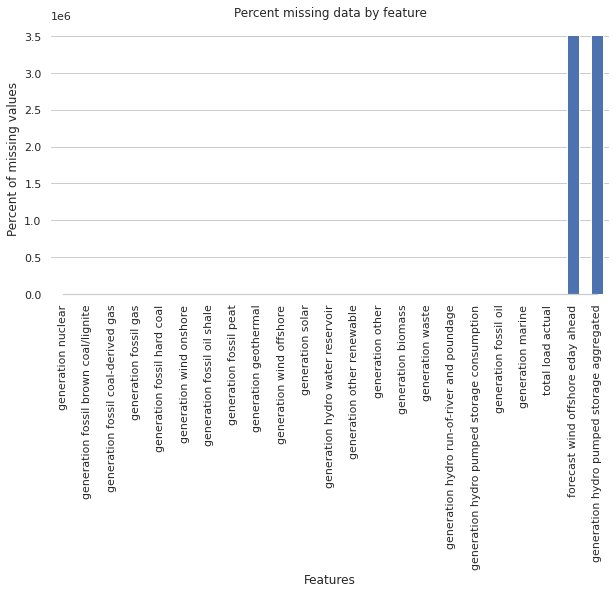 Percent missing data by feature
1e6
Percent of missing values
3.5
3.0
2.5
2.0
1.5
1.0
0.5
0.0
generation nuclear
generation fossil brown coal/lignite
generation fossil coal-derived gas
generation fossil gas
generation fossil hard coal
generation wind onshore
generation fossil oil shale
generation fossil peat
generation geothermal
generation wind offshore
generation solar
generation hydro water reservoir
generation other renewable
generation other
generation biomass
generation waste
generation hydro run-of-river and poundage
generation hydro pumped storage consumption
generation fossil oil
generation marine
total load actual
forecast wind offshore eday ahead
generation hydro pumped storage aggregated
Features